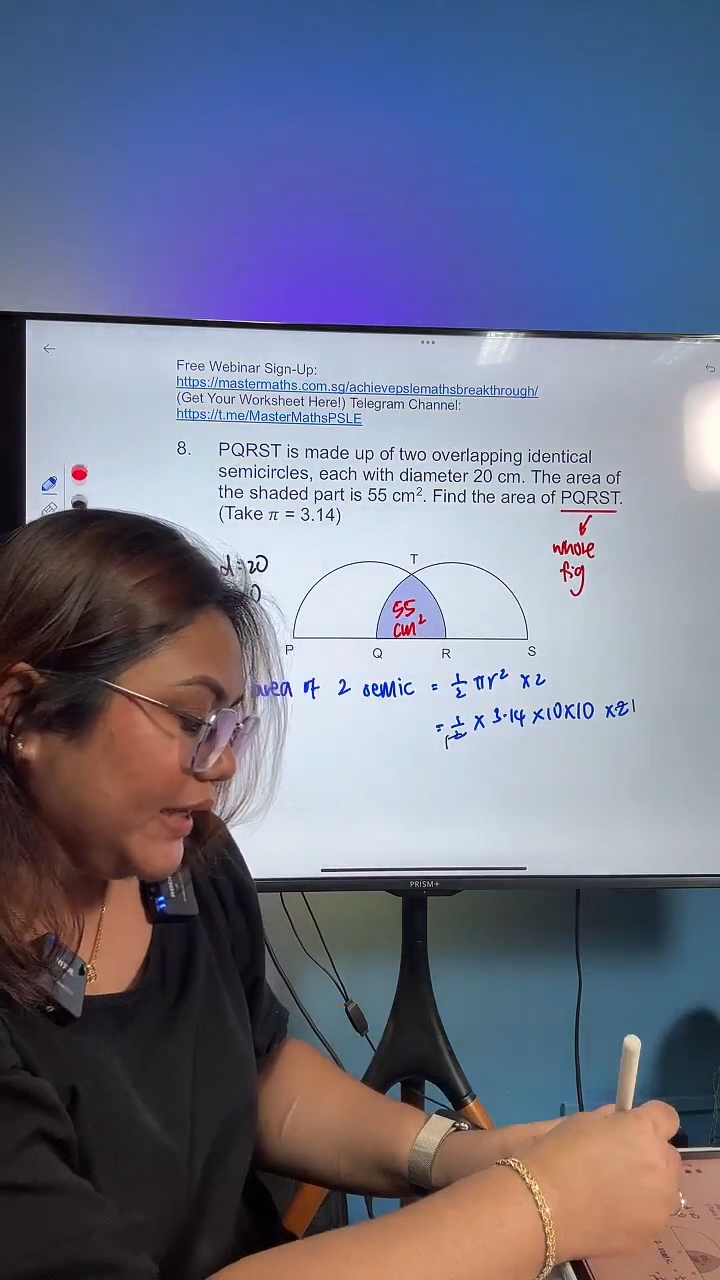 Free Webinar Sign-Up:
https://mastermaths.com.sg/achievepslemathsbreakthrough/
(Get Your Worksheet Here!) Telegram Channel:
https://t.me/MasterMathsPSLE
8. PQRST is made up of two overlapping identical
semicircles, each with diameter 20 cm. The area of
the shaded part is 55 cm². Find the area of PQRST.
(Take π = 3.14)
whole
fig
d = 20
T
55
cm²
P Q R S
area of 2 semic = 1/2 πr² × 2
= 1/2 × 3.14 × 10 × 10 × 2 1
PRISM+